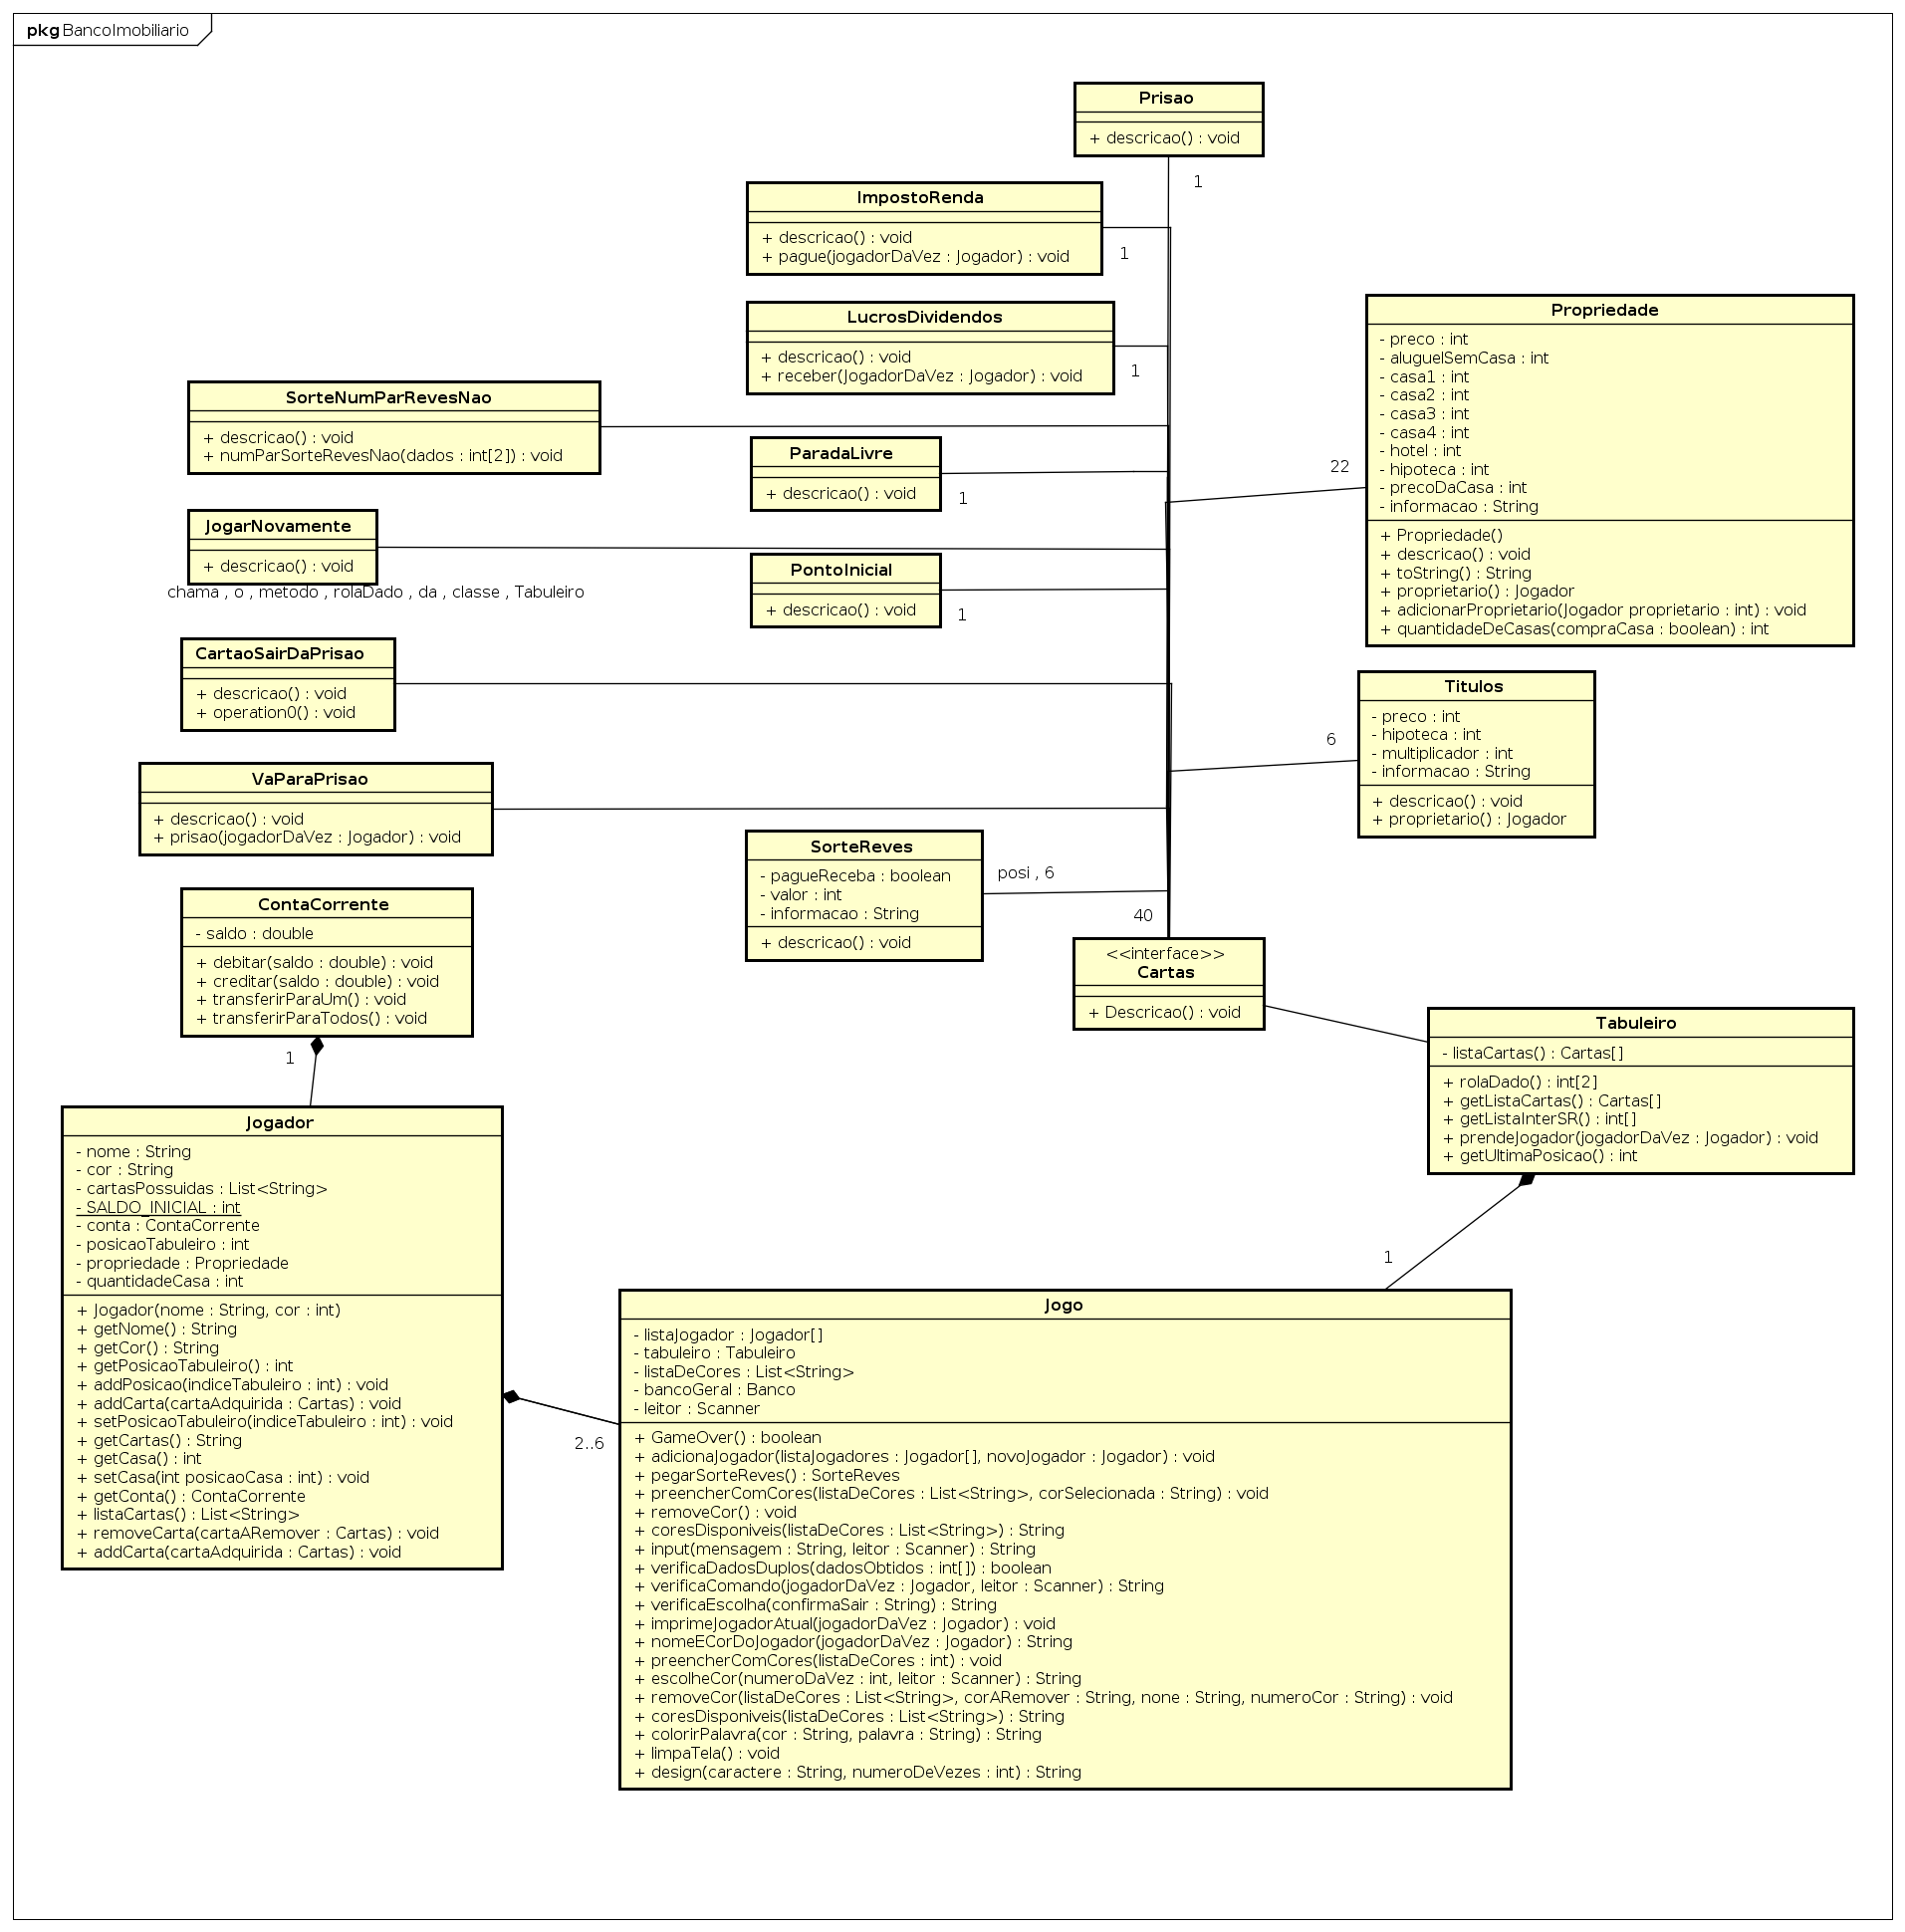 pkg BancoImobiliario
Prisao
+ descricao() : void
1
ImpostoRenda
+ descricao() : void
+ pague(jogadorDaVez : Jogador) : void
1
LucrosDividendos
+ descricao() : void
+ receber(JogadorDaVez : Jogador) : void
1
Propriedade
- preco : int
- aluguelSemCasa : int
- casa1 : int
- casa2 : int
- casa3 : int
- casa4 : int
- hotel : int
- hipoteca : int
- precoDaCasa : int
- informacao : String
+ Propriedade()
+ descricao() : void
+ toString() : String
+ proprietario() : Jogador
+ adicionarProprietario(Jogador proprietario : int) : void
+ quantidadeDeCasas(compraCasa : boolean) : int
22
SorteNumParRevesNao
+ descricao() : void
+ numParSorteRevesNao(dados : int[2]) : void
ParadaLivre
+ descricao() : void
1
JogarNovamente
+ descricao() : void
chama , o , metodo , rolaDado , da , classe , Tabuleiro
PontoInicial
+ descricao() : void
1
CartaoSairDaPrisao
+ descricao() : void
+ operation0() : void
Titulos
- preco : int
- hipoteca : int
- multiplicador : int
- informacao : String
+ descricao() : void
+ proprietario() : Jogador
6
VaParaPrisao
+ descricao() : void
+ prisao(jogadorDaVez : Jogador) : void
SorteReves
- pagueReceba : boolean
- valor : int
- informacao : String
+ descricao() : void
posi , 6
40
ContaCorrente
- saldo : double
+ debitar(saldo : double) : void
+ creditar(saldo : double) : void
+ transferirParaUm() : void
+ transferirParaTodos() : void
1
<<interface>>
Cartas
+ Descricao() : void
Tabuleiro
- listaCartas() : Cartas[]
+ rolaDado() : int[2]
+ getListaCartas() : Cartas[]
+ getListaInterSR() : int[]
+ prendeJogador(jogadorDaVez : Jogador) : void
+ getUltimaPosicao() : int
1
Jogador
- nome : String
- cor : String
- cartasPossuidas : List<String>
- SALDO_INICIAL : int
- conta : ContaCorrente
- posicaoTabuleiro : int
- propriedade : Propriedade
- quantidadeCasa : int
+ Jogador(nome : String, cor : int)
+ getNome() : String
+ getCor() : String
+ getPosicaoTabuleiro() : int
+ addPosicao(indiceTabuleiro : int) : void
+ addCarta(cartaAdquirida : Cartas) : void
+ setPosicaoTabuleiro(indiceTabuleiro : int) : void
+ getCartas() : String
+ getCasa() : int
+ setCasa(int posicaoCasa : int) : void
+ getConta() : ContaCorrente
+ listaCartas() : List<String>
+ removeCarta(cartaARemover : Cartas) : void
+ addCarta(cartaAdquirida : Cartas) : void
2..6
Jogo
- listaJogador : Jogador[]
- tabuleiro : Tabuleiro
- listaDeCores : List<String>
- bancoGeral : Banco
- leitor : Scanner
+ GameOver() : boolean
+ adicionaJogador(listaJogadores : Jogador[], novoJogador : Jogador) : void
+ pegarSorteReves() : SorteReves
+ preencherComCores(listaDeCores : List<String>, corSelecionada : String) : void
+ removeCor() : void
+ coresDisponiveis(listaDeCores : List<String>) : String
+ input(mensagem : String, leitor : Scanner) : String
+ verificaDadosDuplos(dadosObtidos : int[]) : boolean
+ verificaComando(jogadorDaVez : Jogador, leitor : Scanner) : String
+ verificaEscolha(confirmaSair : String) : String
+ imprimeJogadorAtual(jogadorDaVez : Jogador) : void
+ nomeECorDoJogador(jogadorDaVez : Jogador) : String
+ preencherComCores(listaDeCores : int) : void
+ escolheCor(numeroDaVez : int, leitor : Scanner) : String
+ removeCor(listaDeCores : List<String>, corARemover : String, none : String, numeroCor : String) : void
+ coresDisponiveis(listaDeCores : List<String>) : String
+ colorirPalavra(cor : String, palavra : String) : String
+ limpaTela() : void
+ design(caractere : String, numeroDeVezes : int) : String